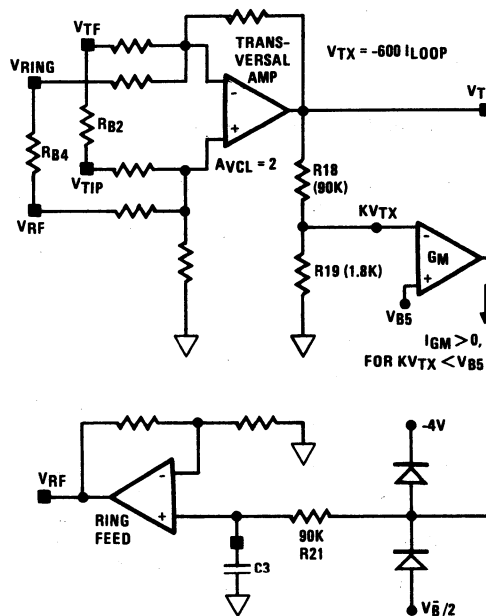 VTF
TRANS-
VERSAL
AMP
VTX = -600 ILOOP
VRING
RB2
RB4
VT
-
+
VTIP
AVCL = 2
R18
(90K)
VRF
KVTX
-
GM
+
R19 (1.8K)
VB5
IGM > 0,
FOR KVTX < VB5
-4V
VRF
-
+
RING
FEED
90K
R21
C3
VB̄/2